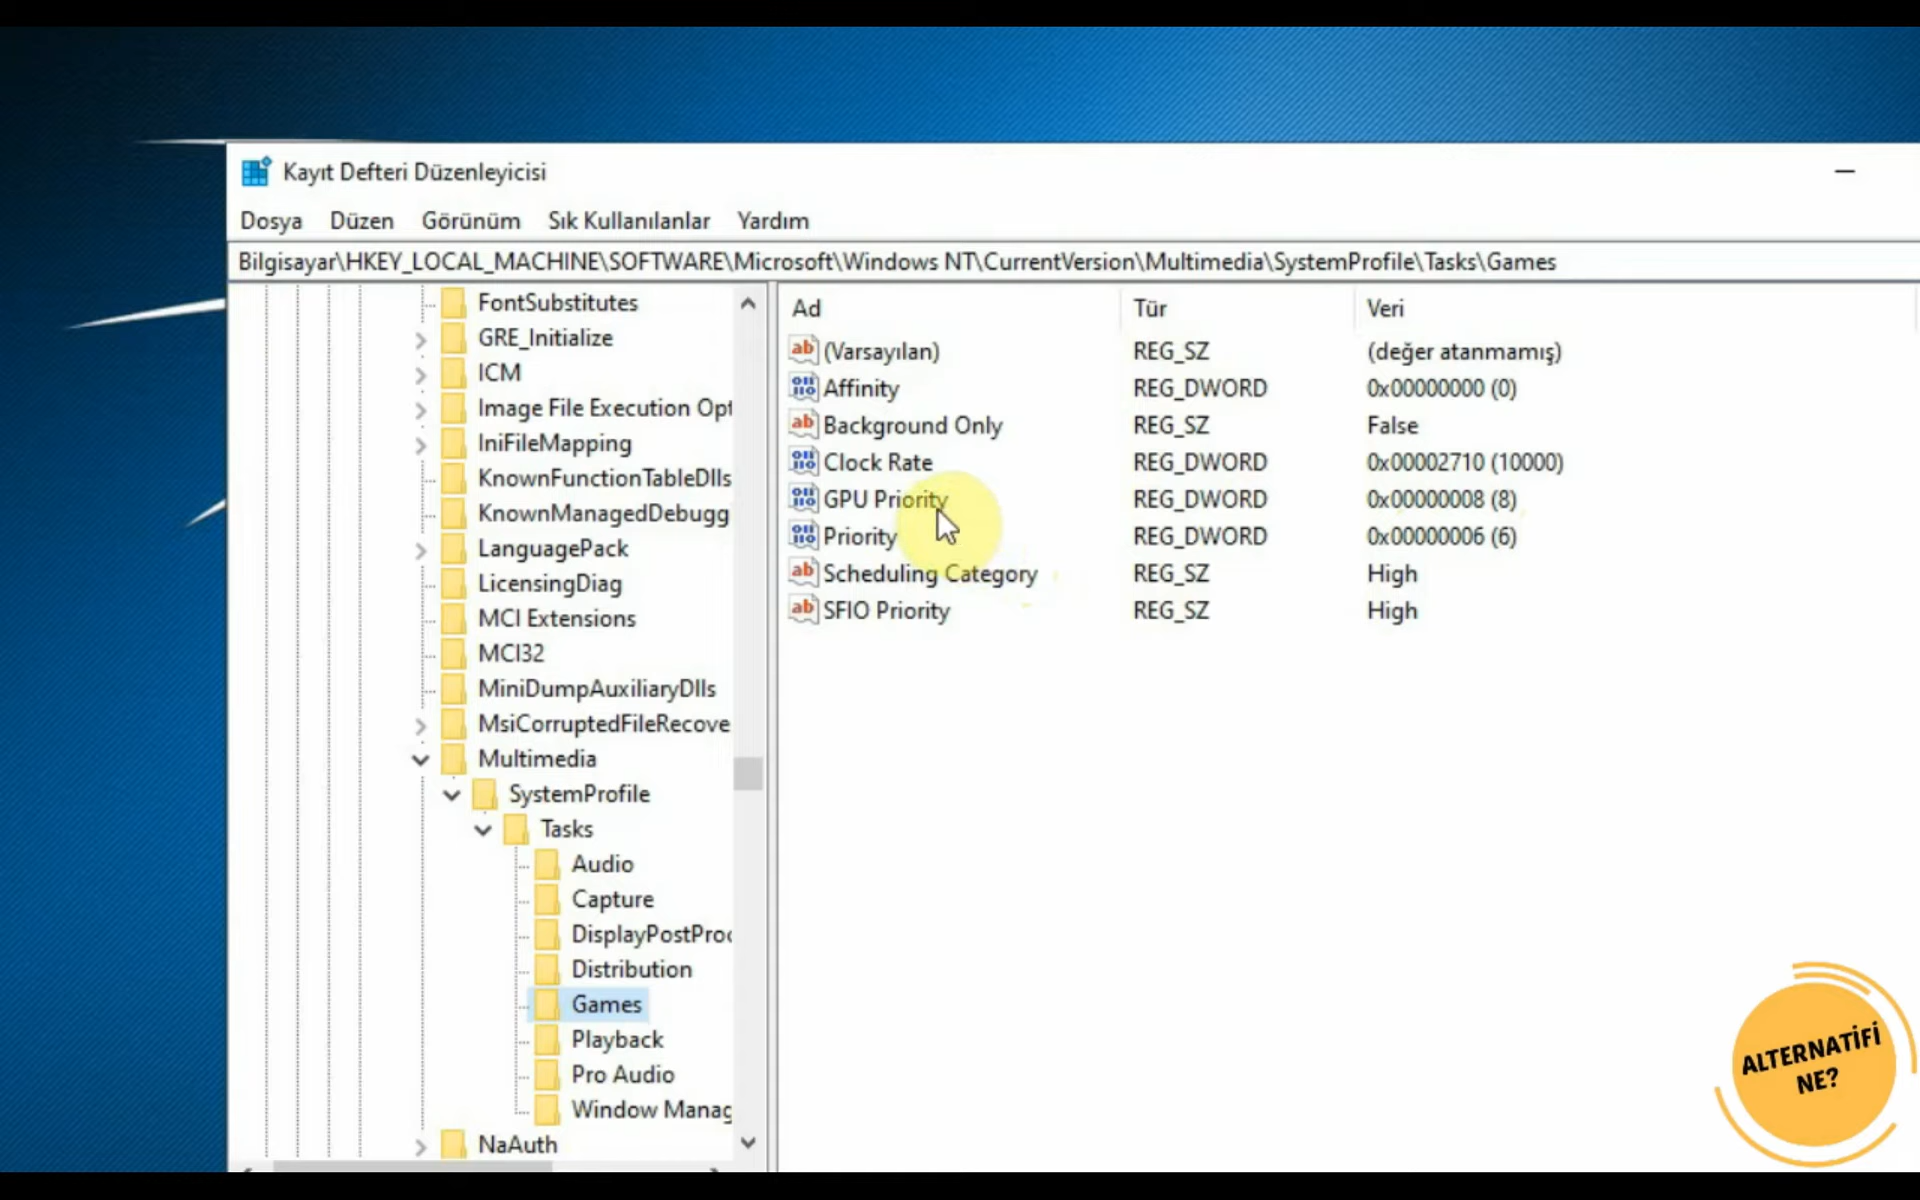 Kayıt Defteri Düzenleyicisi
Dosya Düzen Görünüm Sık Kullanılanlar Yardım
Bilgisayar\HKEY_LOCAL_MACHINE\SOFTWARE\Microsoft\Windows NT\CurrentVersion\Multimedia\SystemProfile\Tasks\Games
FontSubstitutes
GRE_Initialize
ICM
Image File Execution Opt
IniFileMapping
KnownFunctionTableDlls
KnownManagedDebugg
LanguagePack
LicensingDiag
MCI Extensions
MCI32
MiniDumpAuxiliaryDlls
MsiCorruptedFileRecove
Multimedia
SystemProfile
Tasks
Audio
Capture
DisplayPostProc
Distribution
Games
Playback
Pro Audio
Window Manag
NaAuth
Ad Tür Veri
(Varsayılan) REG_SZ (değer atanmamış)
Affinity REG_DWORD 0x00000000 (0)
Background Only REG_SZ False
Clock Rate REG_DWORD 0x00002710 (10000)
GPU Priority REG_DWORD 0x00000008 (8)
Priority REG_DWORD 0x00000006 (6)
Scheduling Category REG_SZ High
SFIO Priority REG_SZ High
ALTERNATİFİ
NE?